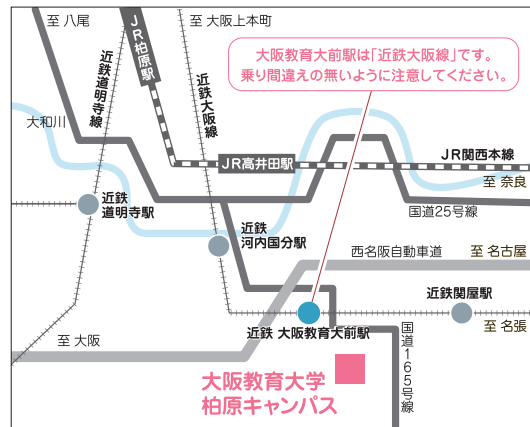 至 八尾
JR柏原駅
至 大阪上本町
大阪教育大前駅は「近鉄大阪線」です。
乗り間違えの無いように注意してください。
近鉄道明寺線
近鉄大阪線
大和川
JR高井田駅
JR関西本線
至 奈良
国道25号線
近鉄
道明寺駅
近鉄
河内国分駅
西名阪自動車道
至 名古屋
近鉄関屋駅
至 大阪
近鉄 大阪教育大前駅
至 名張
国道165号線
大阪教育大学
柏原キャンパス